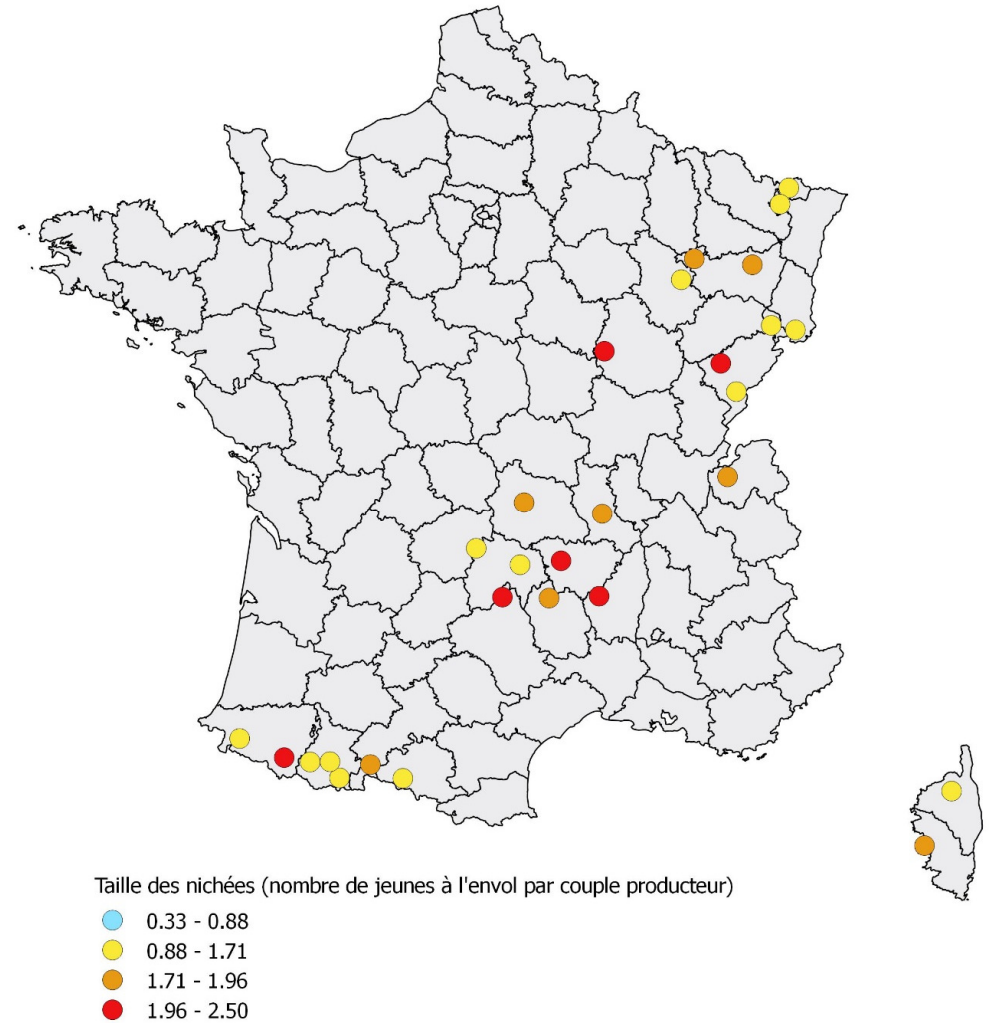 Taille des nichées (nombre de jeunes à l'envol par couple producteur)
0.33 - 0.88
0.88 - 1.71
1.71 - 1.96
1.96 - 2.50